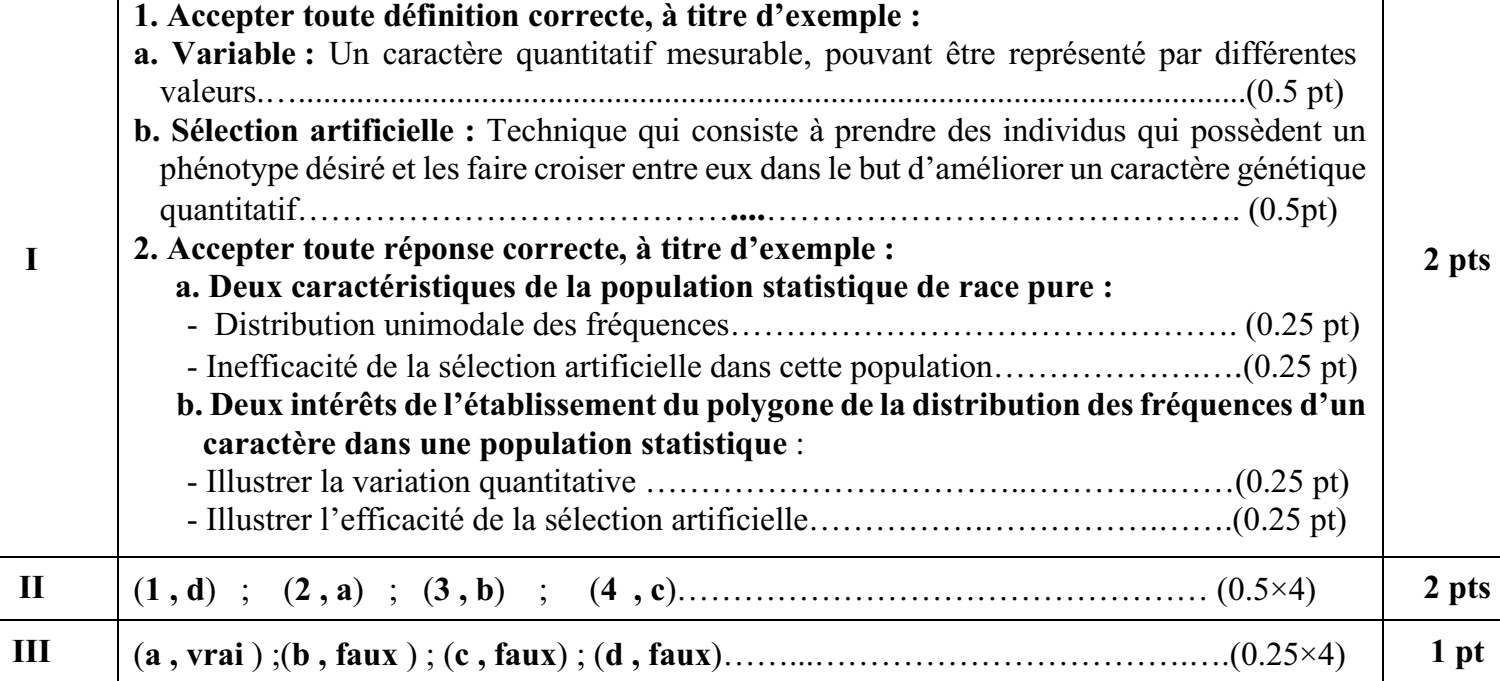 1. Accepter toute définition correcte, à titre d’exemple :
a. Variable : Un caractère quantitatif mesurable, pouvant être représenté par différentes
valeurs.…...........................................................................................(0.5 pt)
b. Sélection artificielle : Technique qui consiste à prendre des individus qui possèdent un
phénotype désiré et les faire croiser entre eux dans le but d’améliorer un caractère génétique
quantitatif……………………………………....………………………………………. (0.5pt)
I
2. Accepter toute réponse correcte, à titre d’exemple :
2 pts
a. Deux caractéristiques de la population statistique de race pure :
- Distribution unimodale des fréquences…………………………………………. (0.25 pt)
- Inefficacité de la sélection artificielle dans cette population………………….….(0.25 pt)
b. Deux intérêts de l’établissement du polygone de la distribution des fréquences d’un
caractère dans une population statistique :
- Illustrer la variation quantitative ………………………………..………….……(0.25 pt)
- Illustrer l’efficacité de la sélection artificielle…………………………………….(0.25 pt)
II (1 , d) ; (2 , a) ; (3 , b) ; (4 , c)…………………………………………… (0.5×4) 2 pts
III (a , vrai ) ;(b , faux ) ; (c , faux) ; (d , faux)……...……………………………….….(0.25×4) 1 pt